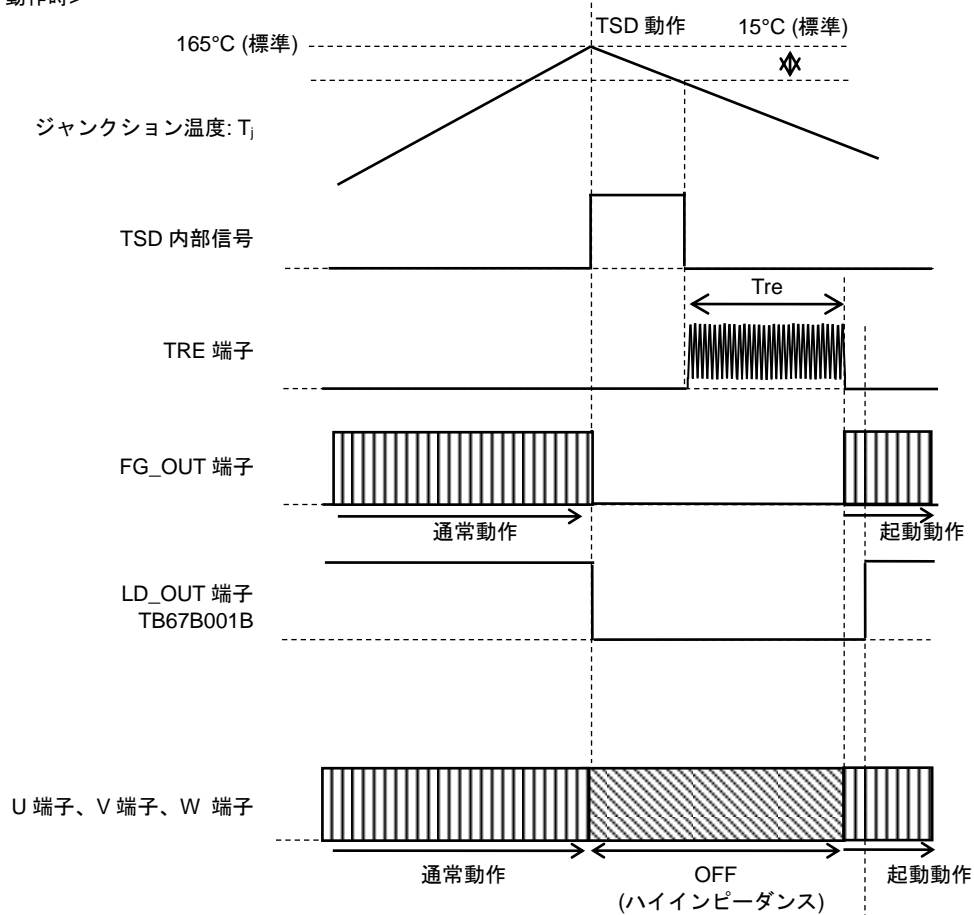 動作時>
TSD 動作
15°C (標準)
165°C (標準)
ジャンクション温度: Tj
TSD 内部信号
Tre
TRE 端子
FG_OUT 端子
通常動作
起動動作
LD_OUT 端子
TB67B001B
U 端子、V 端子、W 端子
通常動作
OFF
起動動作
(ハイインピーダンス)